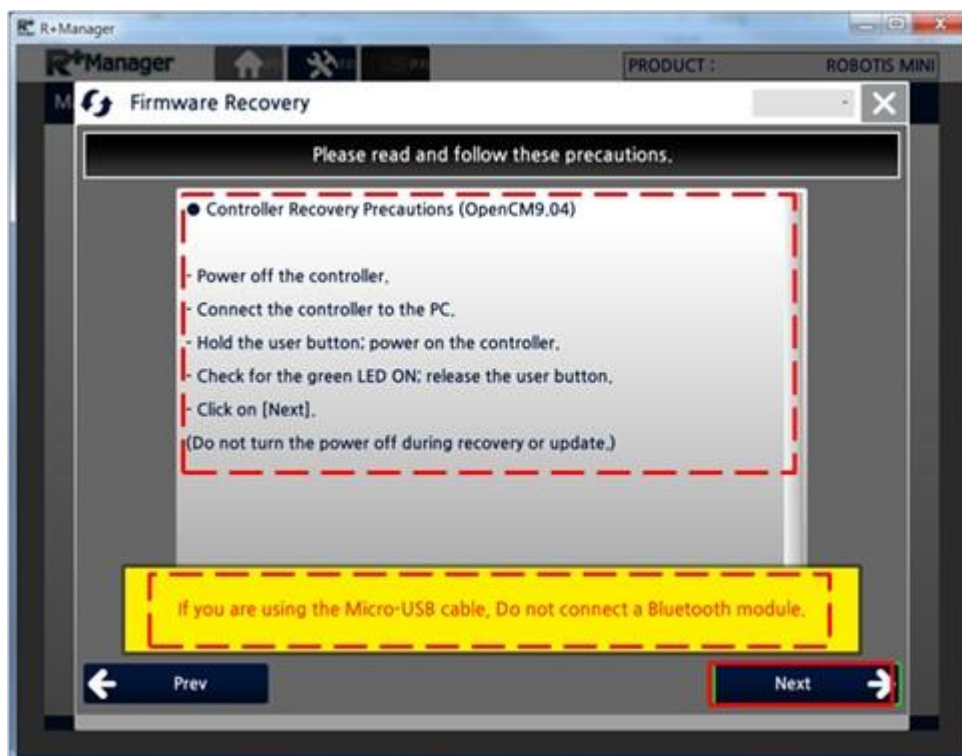 R+Manager
R+Manager
PRODUCT : ROBOTIS MINI
M
Firmware Recovery
Please read and follow these precautions.
● Controller Recovery Precautions (OpenCM9.04)
- Power off the controller.
- Connect the controller to the PC.
- Hold the user button; power on the controller.
- Check for the green LED ON; release the user button.
- Click on [Next].
(Do not turn the power off during recovery or update.)
If you are using the Micro-USB cable, Do not connect a Bluetooth module.
Prev
Next